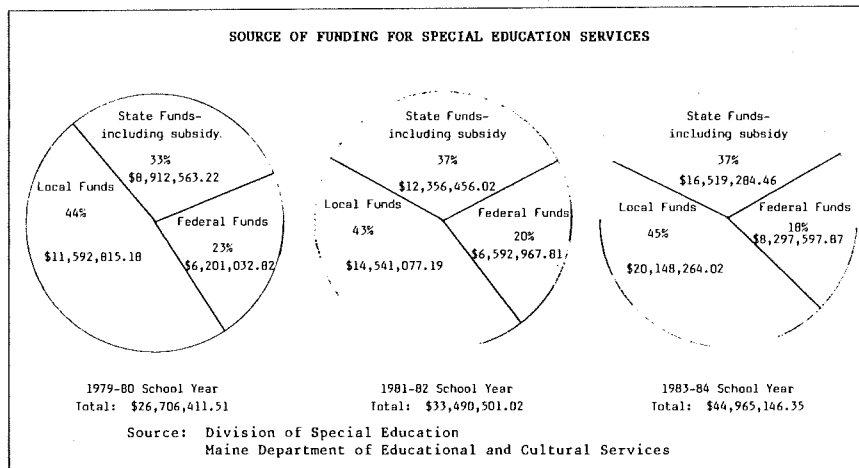 SOURCE OF FUNDING FOR SPECIAL EDUCATION SERVICES
State Funds-
including subsidy.
33%
$8,912,563.22
Local Funds
44%
$11,592,815.18
Federal Funds
23%
$6,201,032.82
1979-80 School Year
Total: $26,706,411.51
State Funds-
including subsidy
37%
$12,356,456.02
Local Funds
43%
$14,541,077.19
Federal Funds
20%
$6,592,967.81
1981-82 School Year
Total: $33,490,501.02
State Funds-
including subsidy
37%
$16,519,284.46
Local Funds
45%
$20,148,264.02
Federal Funds
18%
$8,297,597.87
1983-84 School Year
Total: $44,965,146.35
Source: Division of Special Education
Maine Department of Educational and Cultural Services